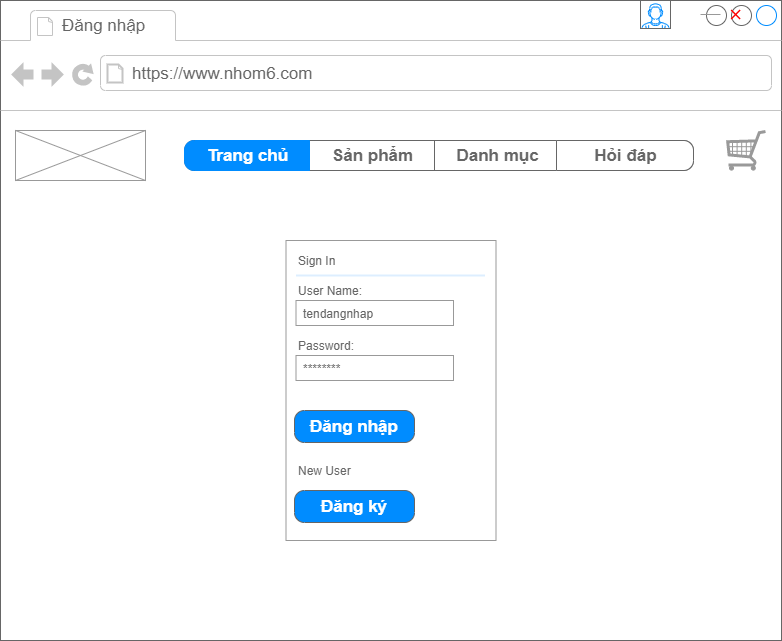 Đăng nhập
https://www.nhom6.com
Trang chủ Sản phẩm Danh mục Hỏi đáp
Sign In
User Name:
tendangnhap
Password:
********
Đăng nhập
New User
Đăng ký